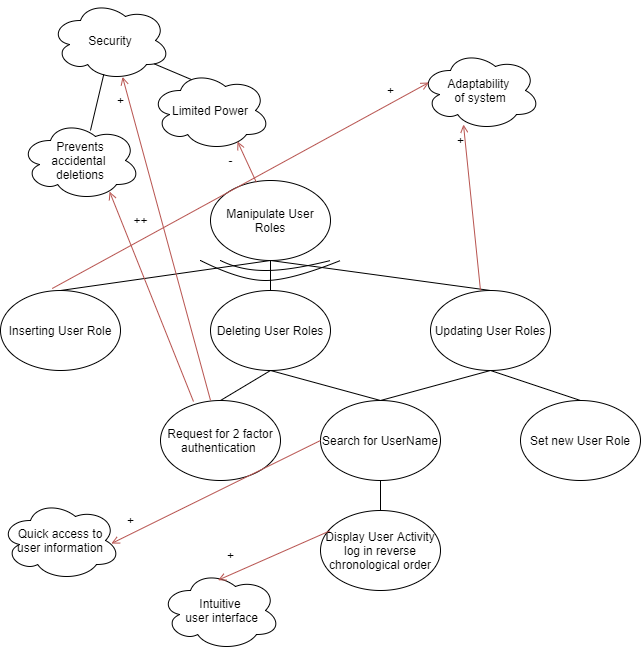 Security
Limited Power
Adaptability
of system
+
+
Prevents
accidental
deletions
+
-
++
Manipulate User
Roles
Inserting User Role
Deleting User Roles
Updating User Roles
Request for 2 factor
authentication
Search for UserName
Set new User Role
+
Quick access to
user information
Display User Activity
log in reverse
chronological order
+
Intuitive
user interface